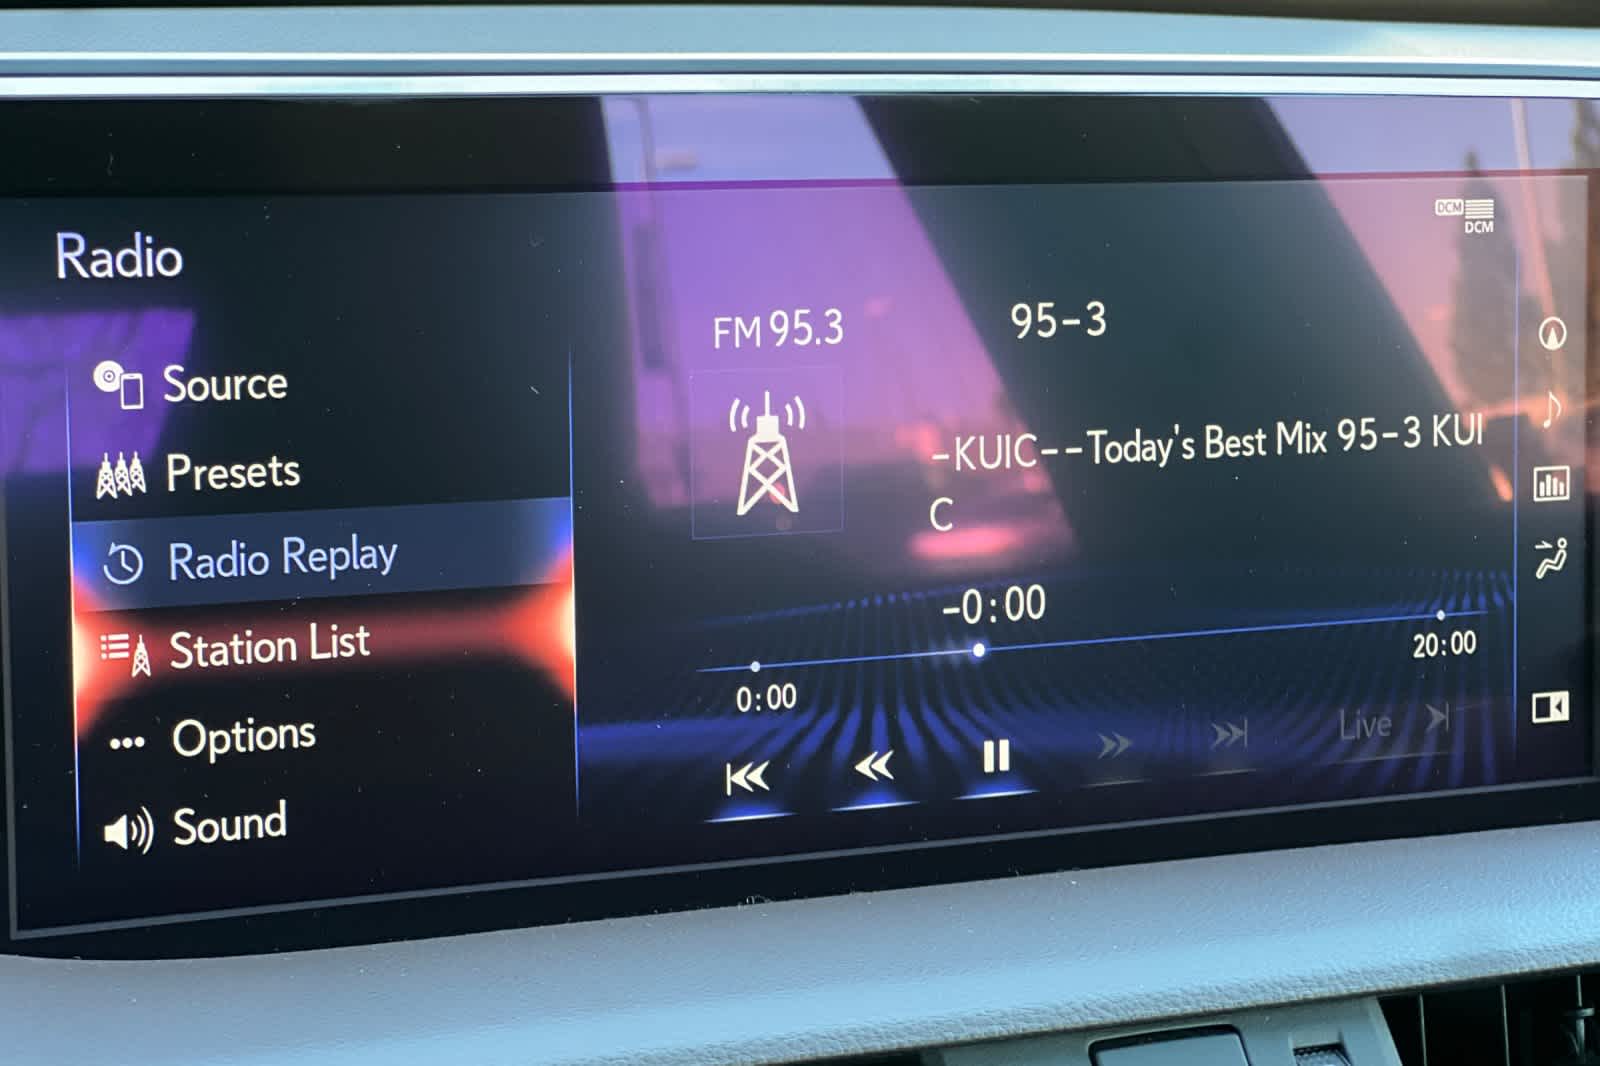 Radio
Source
Presets
Radio Replay
Station List
Options
Sound
DCM
DCM
FM 95.3
95-3
-KUIC--Today's Best Mix 95-3 KUI
C
-0:00
0:00
20:00
Live